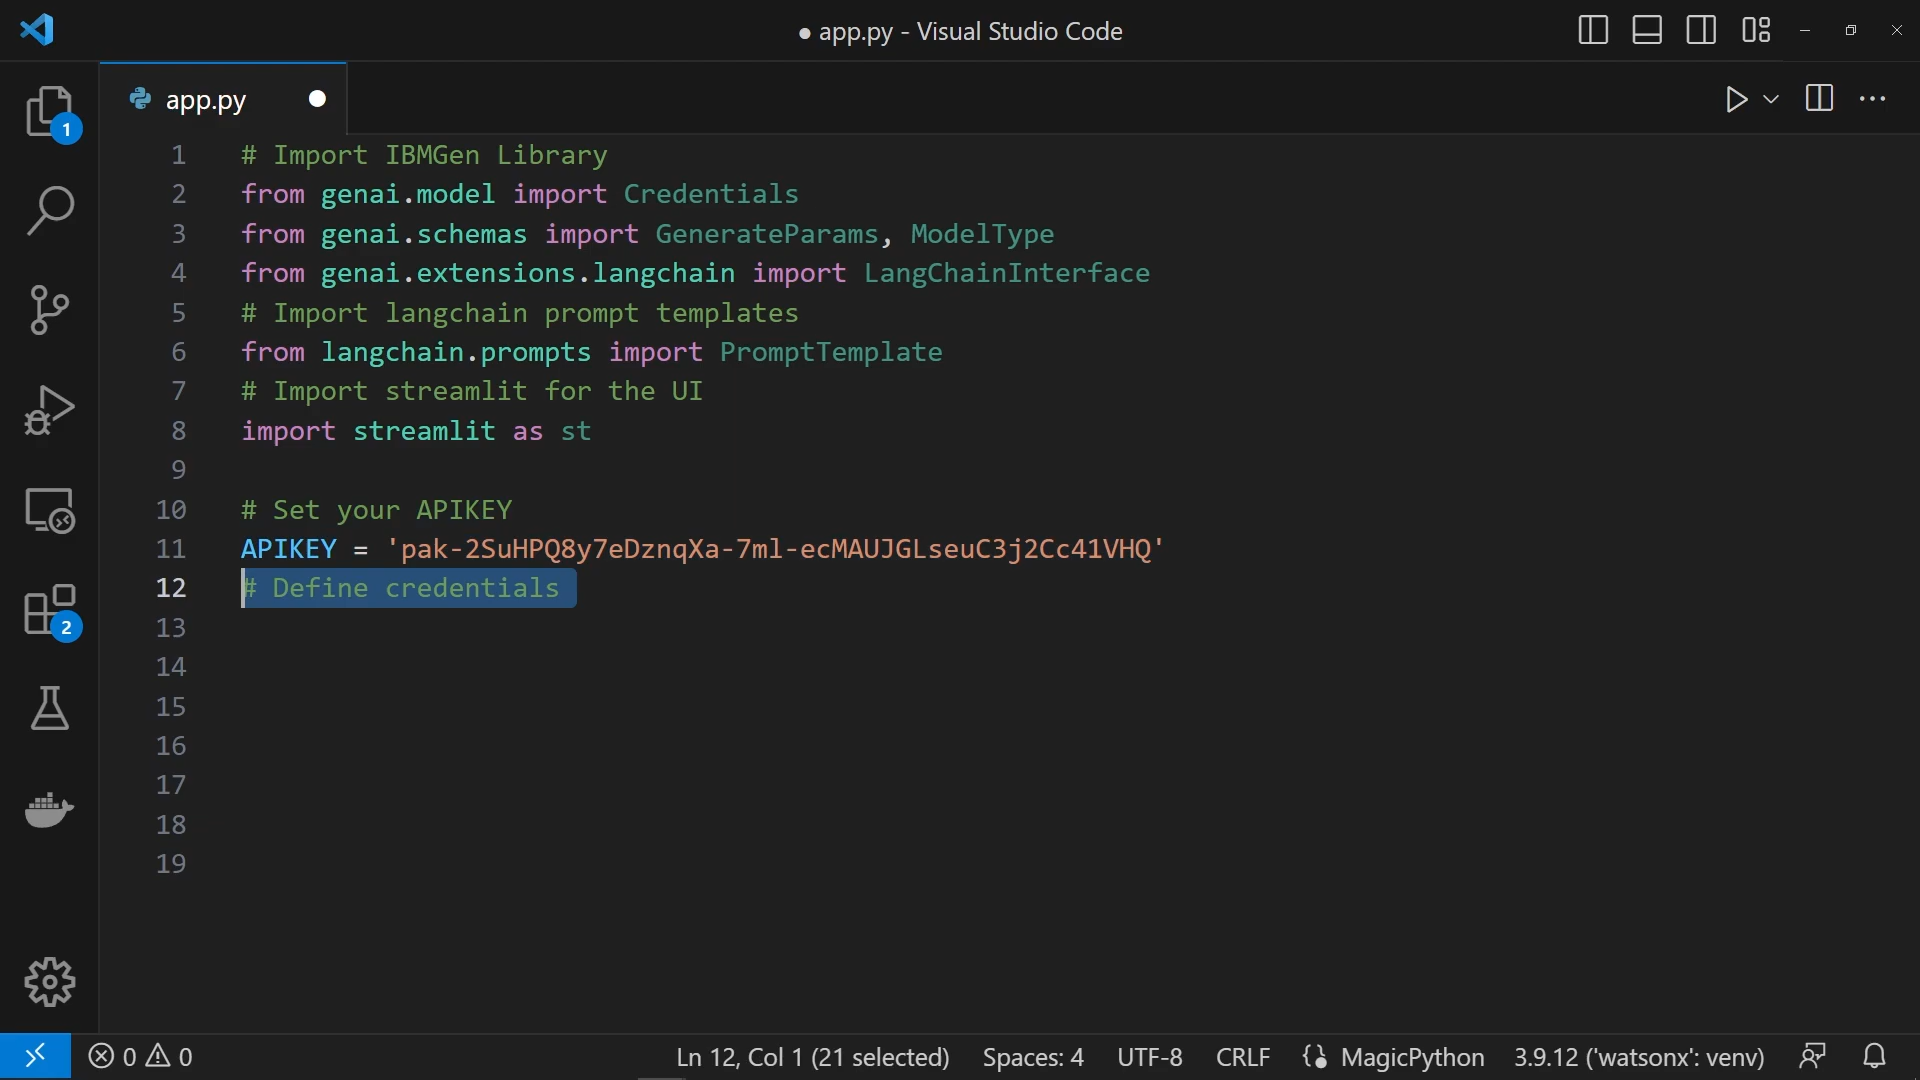 ● app.py - Visual Studio Code
app.py
1
1 # Import IBMGen Library
2 from genai.model import Credentials
3 from genai.schemas import GenerateParams, ModelType
4 from genai.extensions.langchain import LangChainInterface
5 # Import langchain prompt templates
6 from langchain.prompts import PromptTemplate
7 # Import streamlit for the UI
8 import streamlit as st
9
10 # Set your APIKEY
11 APIKEY = 'pak-2SuHPQ8y7eDznqXa-7ml-ecMAUJGLseuC3j2Cc41VHQ'
12 # Define credentials
2
13
14
15
16
17
18
19
0 0 Ln 12, Col 1 (21 selected) Spaces: 4 UTF-8 CRLF MagicPython 3.9.12 ('watsonx': venv)